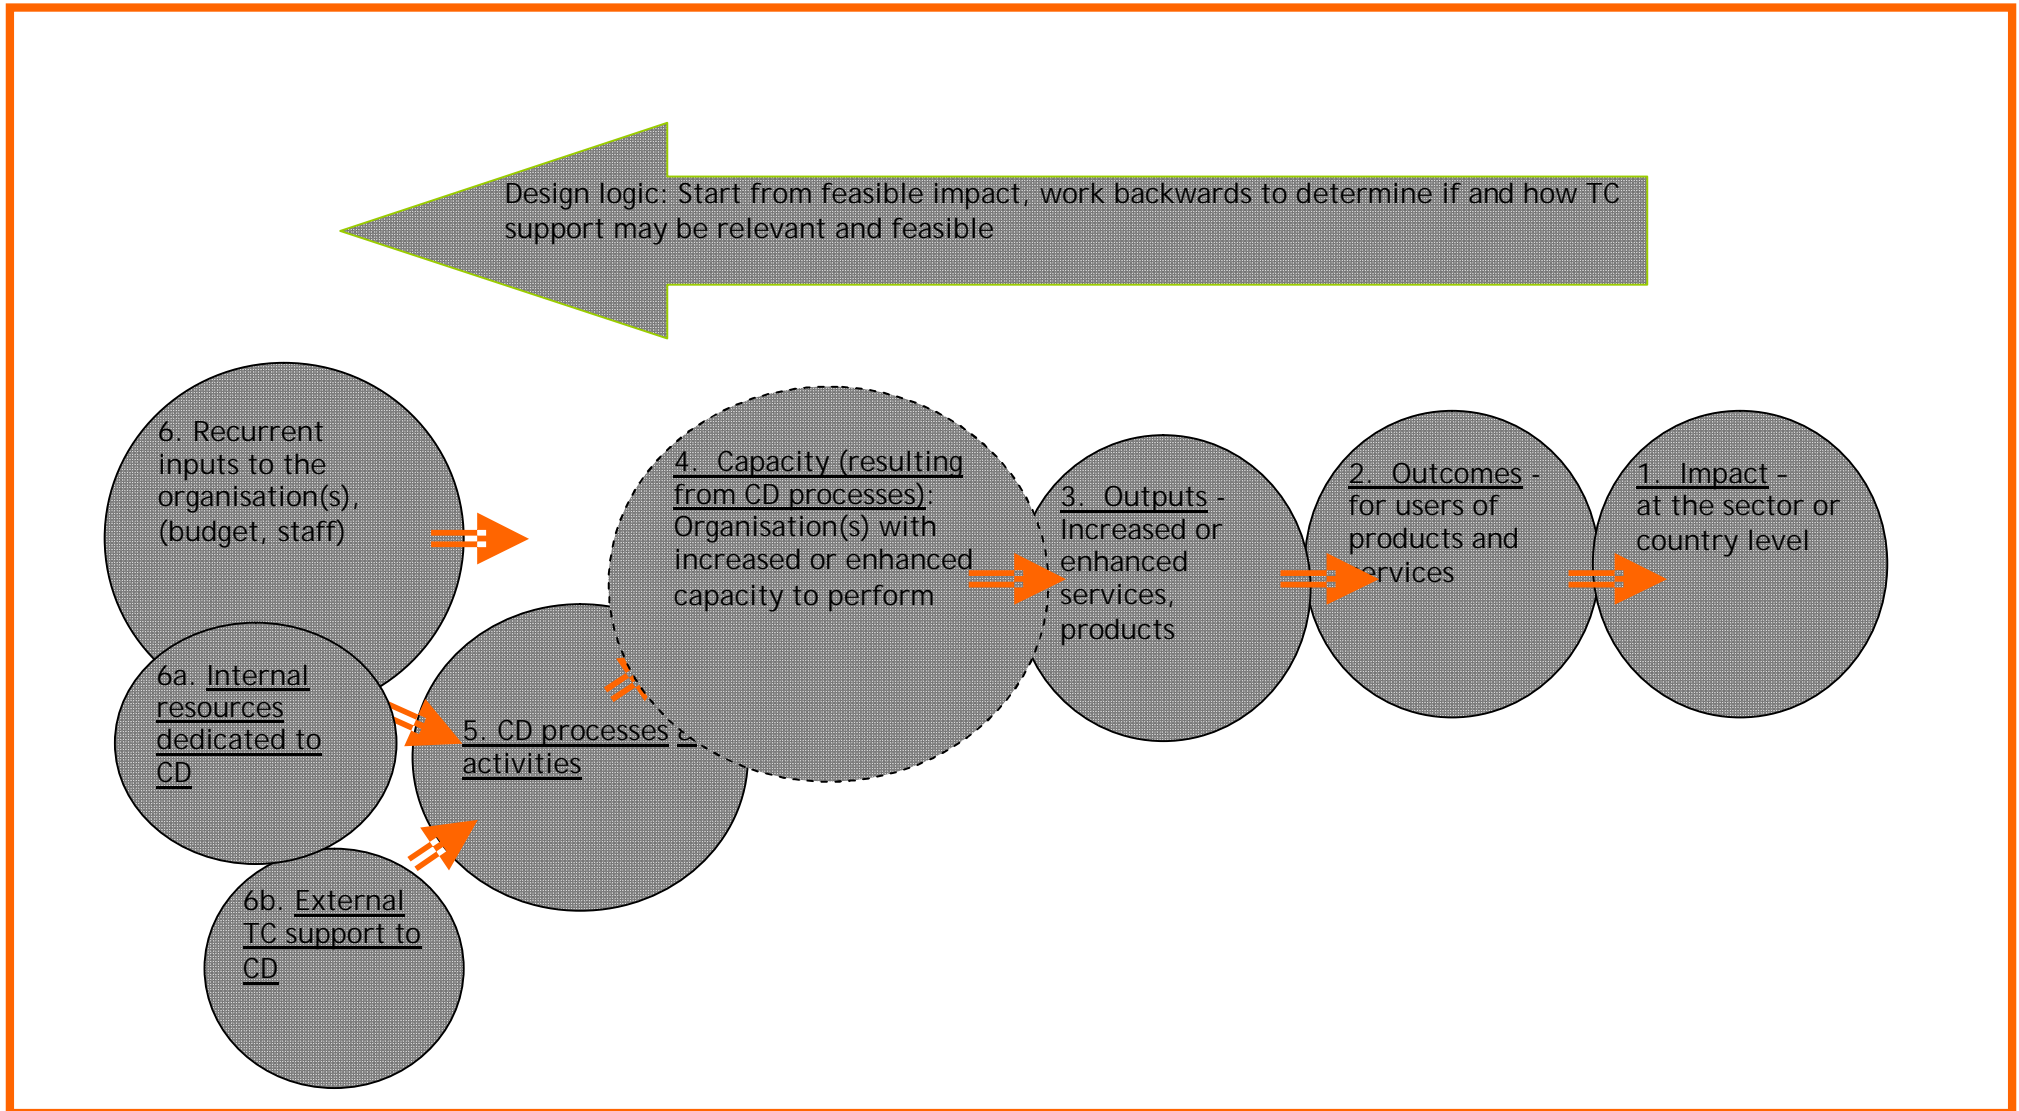 Design logic: Start from feasible impact, work backwards to determine if and how TC
support may be relevant and feasible
6. Recurrent
inputs to the
organisation(s),
(budget, staff)
6a. Internal
resources
dedicated to
CD
6b. External
TC support to
CD
5. CD processes
activities
4. Capacity (resulting
from CD processes):
Organisation(s) with
increased or enhanced
capacity to perform
3. Outputs -
Increased or
enhanced
services,
products
2. Outcomes -
for users of
products and
services
1. Impact –
at the sector or
country level